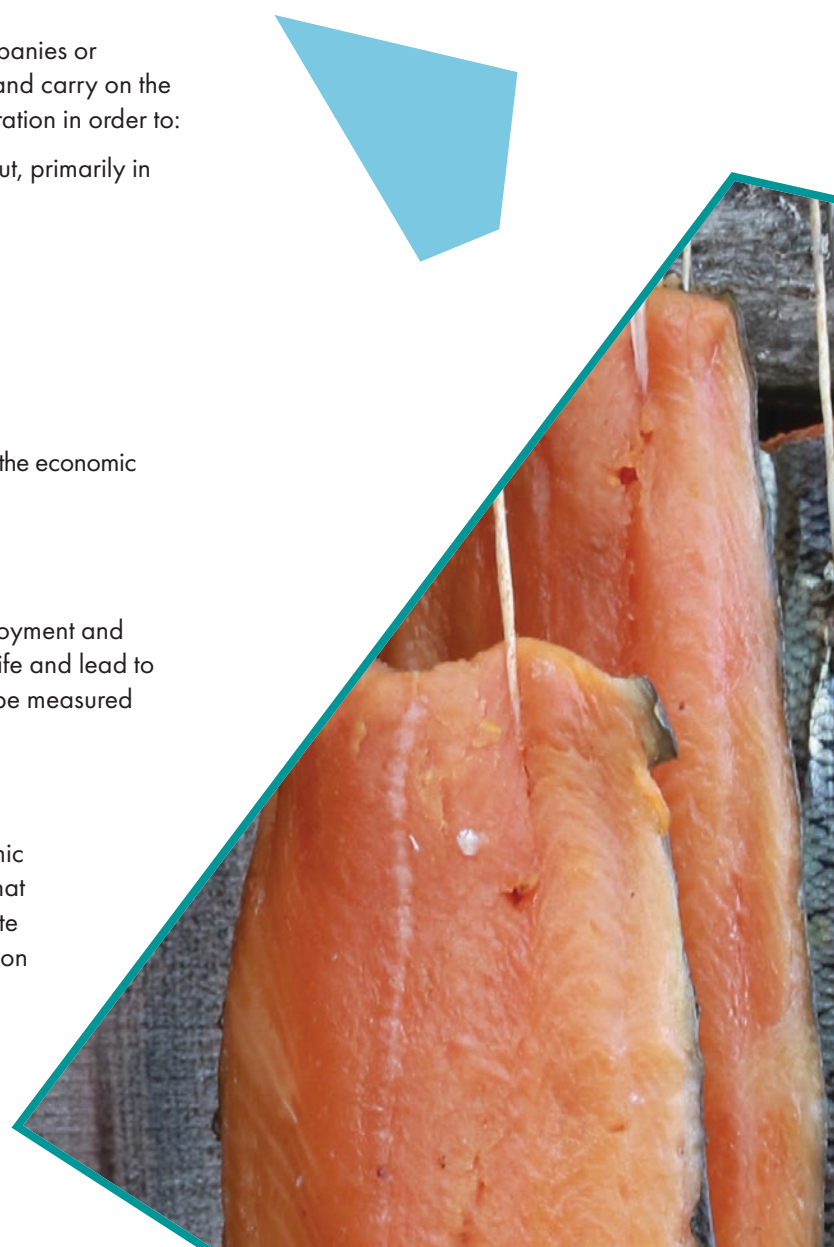 panies or
and carry on the
ration in order to:
ut, primarily in
the economic
oyment and
ife and lead to
be measured
nic
hat
te
on